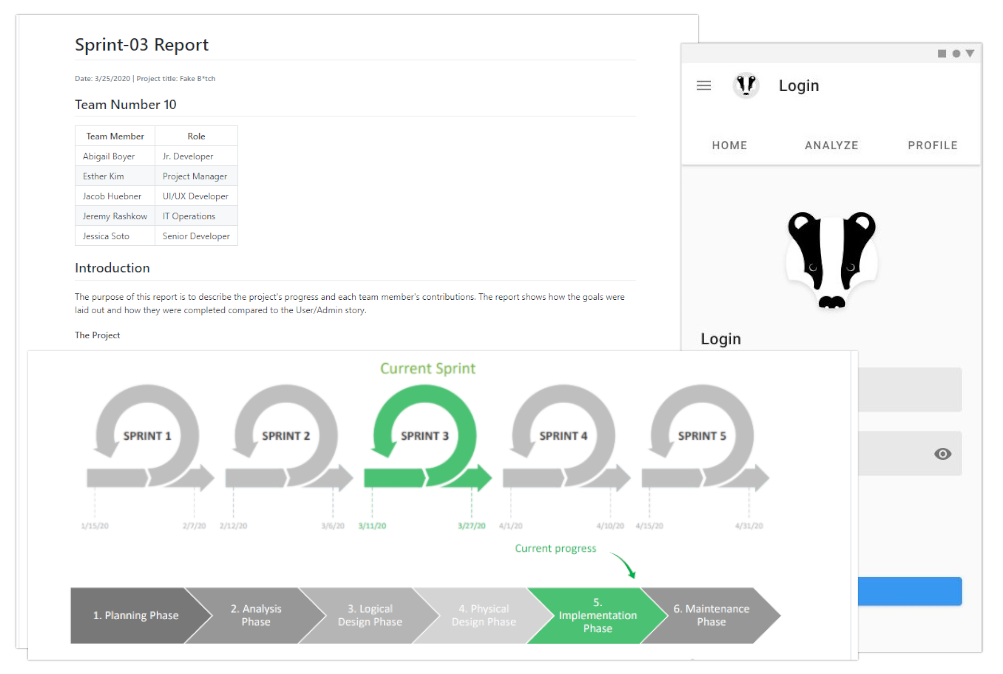 Sprint-03 Report
Date: 3/25/2020 | Project title: Fake B*tch
Team Number 10
Team Member Role
Abigail Boyer Jr. Developer
Esther Kim Project Manager
Jacob Huebner UI/UX Developer
Jeremy Rashkow IT Operations
Jessica Soto Senior Developer
Introduction
The purpose of this report is to describe the project's progress and each team member's contributions. The report shows how the goals were
laid out and how they were completed compared to the User/Admin story.
The Project
Login
HOME ANALYZE PROFILE
Login
Current Sprint
SPRINT 1 SPRINT 2 SPRINT 3 SPRINT 4 SPRINT 5
1/15/20 2/7/20 2/12/20 3/6/20 3/11/20 3/27/20 4/1/20 4/10/20 4/15/20 4/31/20
Current progress
1. Planning Phase
2. Analysis
Phase
3. Logical
Design Phase
4. Physical
Design Phase
5.
Implementation
Phase
6. Maintenance
Phase